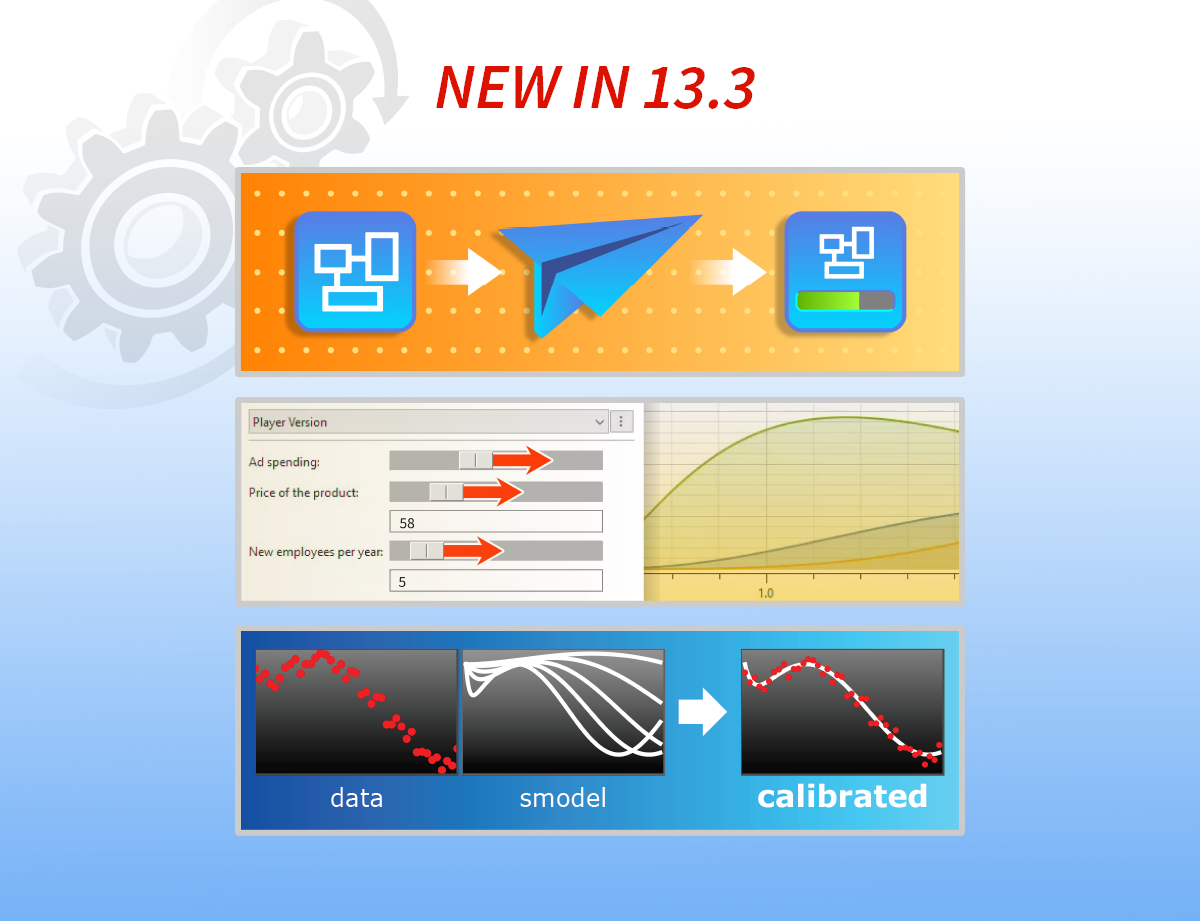 NEW IN 13.3
Player Version
Ad spending:
Price of the product:
58
New employees per year:
5
1.0
data
smodel
calibrated